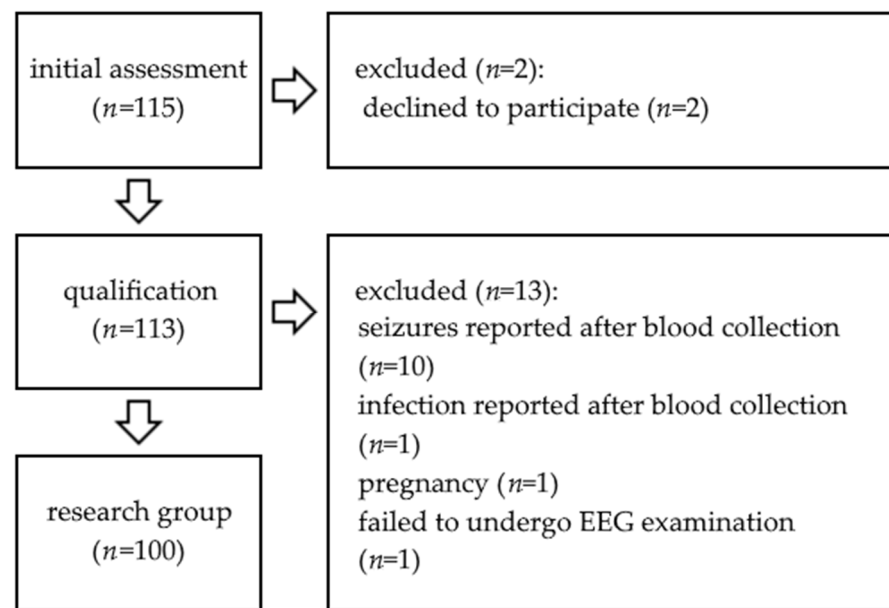 initial assessment
(n=115)
excluded (n=2):
declined to participate (n=2)
qualification
(n=113)
excluded (n=13):
seizures reported after blood collection
(n=10)
infection reported after blood collection
(n=1)
pregnancy (n=1)
failed to undergo EEG examination
(n=1)
research group
(n=100)